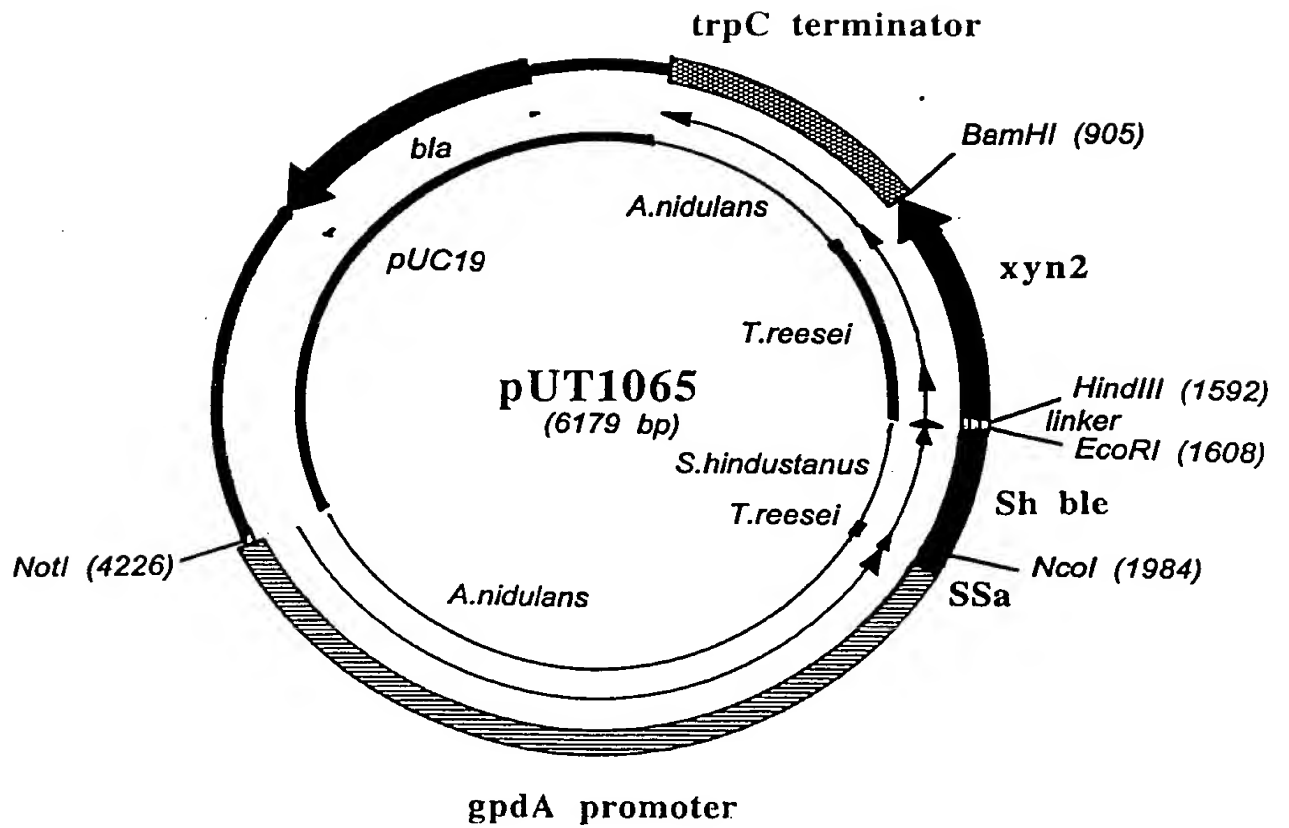 trpC terminator
BamHI (905)
bla
A.nidulans
pUC19
xyn2
T.reesei
pUT1065
(6179 bp)
HindIII (1592)
linker
EcoRI (1608)
S.hindustanus
Sh ble
T.reesei
NotI (4226)
NcoI (1984)
A.nidulans
SSa
gpdA promoter